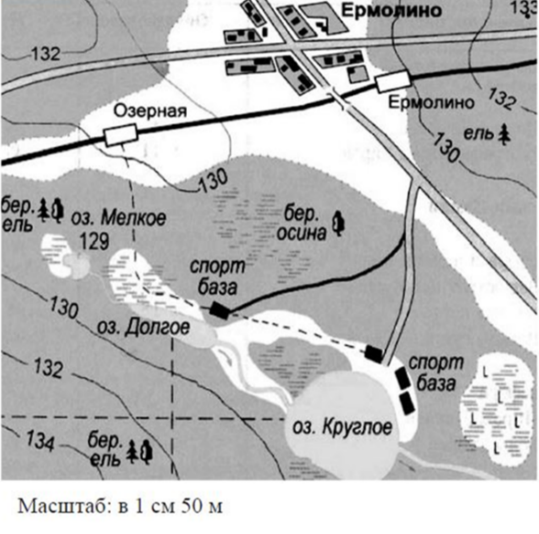 Ермолино
133
132
Озерная
Ермолино
132
ель
130
130
бер.
ель
оз. Мелкое
129
бер.
осина
спорт
база
130
оз. Долгое
132
спорт
база
134
бер.
ель
оз. Круглое
L L L L L L
Масштаб: в 1 см 50 м